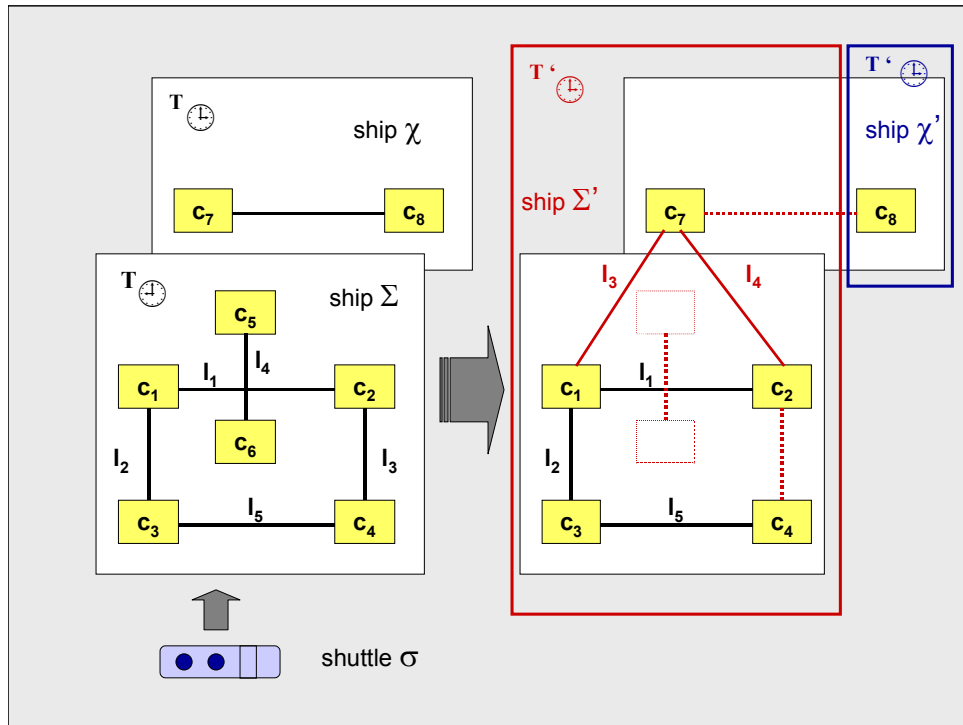 T
ship χ
c₇
c₈
T
ship Σ
c₅
l₄
l₁
c₁
c₂
c₆
l₂
l₃
c₃
l₅
c₄
shuttle σ
T ‘
T ‘
ship χ’
ship Σ’
c₇
c₈
l₃
l₄
l₁
c₁
c₂
l₂
c₃
l₅
c₄